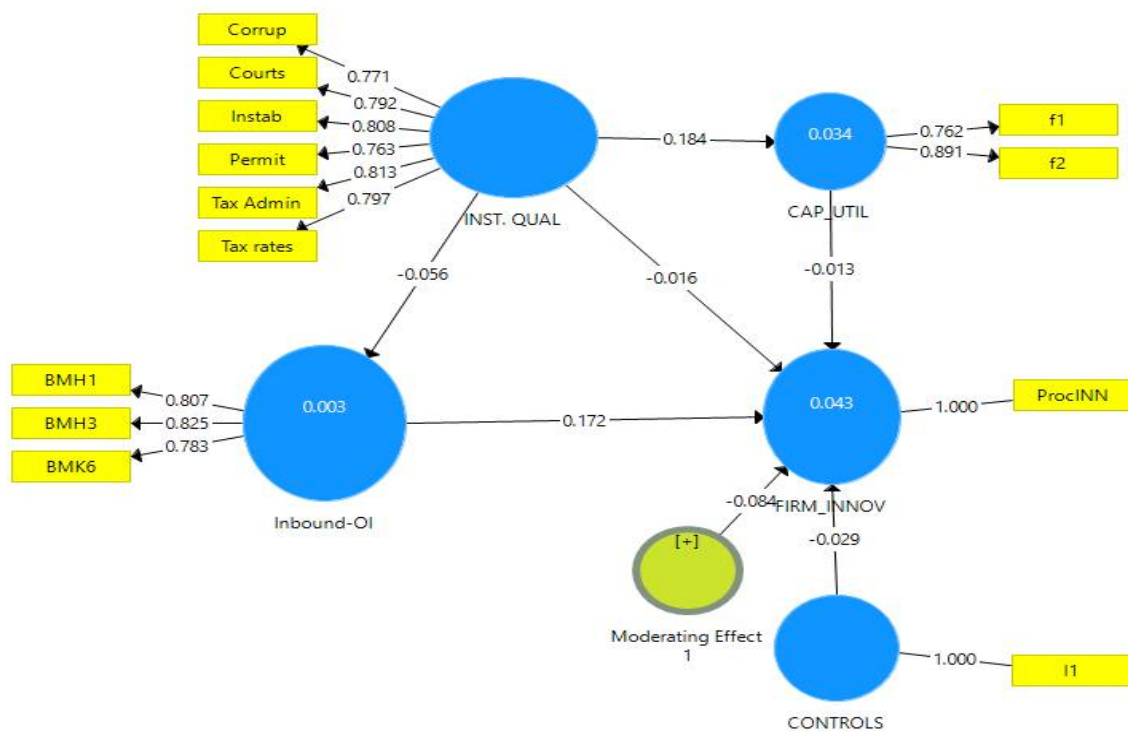 Corrup
0.771
Courts
0.792
Instab
0.808
Permit
0.763
Tax Admin
0.813
Tax rates
0.797
INST. QUAL
0.184
0.034
CAP_UTIL
0.762
f1
0.891
f2
-0.056
-0.016
-0.013
BMH1
0.807
BMH3
0.825
BMK6
0.783
0.003
Inbound-OI
0.172
0.043
FIRM_INNOV
1.000
ProcINN
-0.084
[+]
Moderating Effect
1
-0.029
CONTROLS
1.000
I1